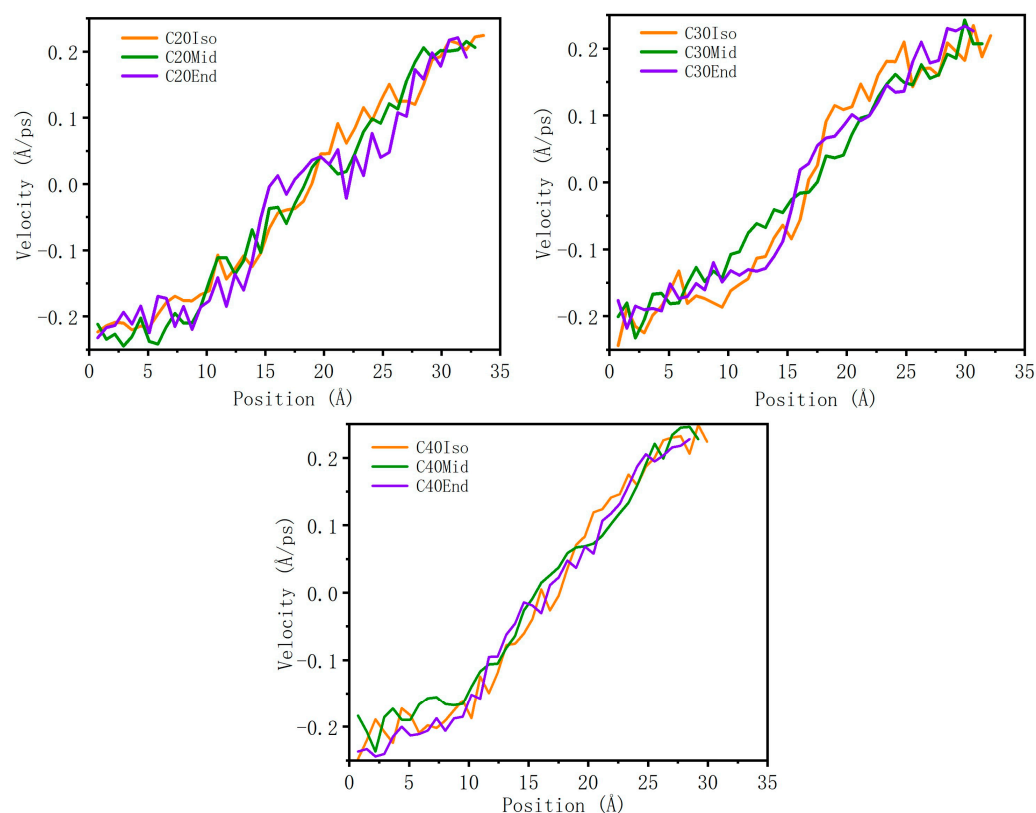 C20Iso
C20Mid
C20End
0.2
0.1
0.0
-0.1
-0.2
Velocity (Å/ps)
0 5 10 15 20 25 30 35
Position (Å)
C30Iso
C30Mid
C30End
0.2
0.1
0.0
-0.1
-0.2
Velocity (Å/ps)
0 5 10 15 20 25 30 35
Position (Å)
C40Iso
C40Mid
C40End
0.2
0.1
0.0
-0.1
-0.2
Velocity (Å/ps)
0 5 10 15 20 25 30 35
Position (Å)